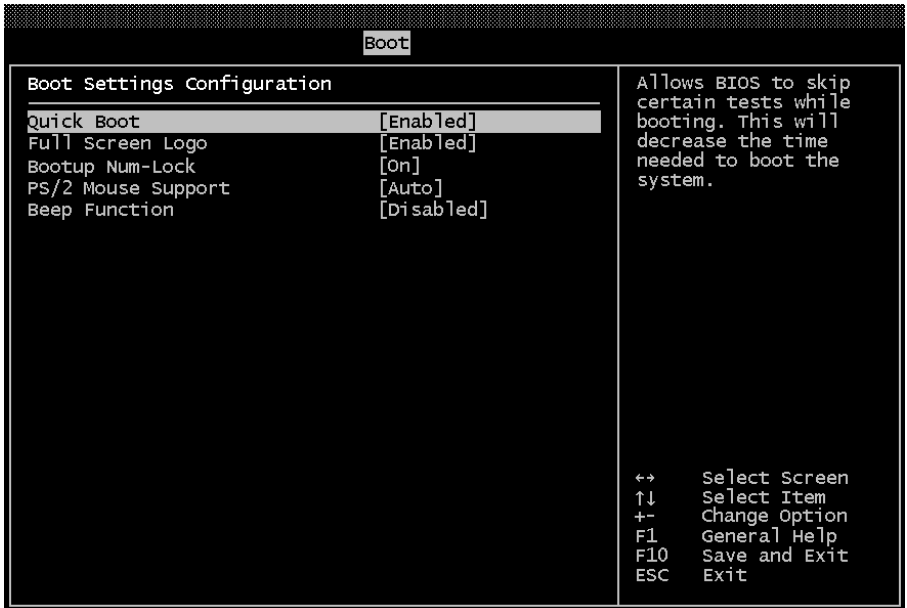 Boot
Boot Settings Configuration
Quick Boot [Enabled]
Full Screen Logo [Enabled]
Bootup Num-Lock [On]
PS/2 Mouse Support [Auto]
Beep Function [Disabled]
Allows BIOS to skip
certain tests while
booting. This will
decrease the time
needed to boot the
system.
←→ Select Screen
↑↓ Select Item
+- Change Option
F1 General Help
F10 Save and Exit
ESC Exit